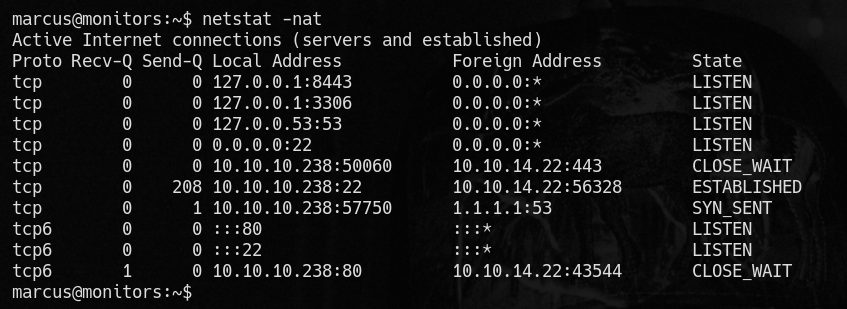 marcus@monitors:~$ netstat -nat
Active Internet connections (servers and established)
Proto Recv-Q Send-Q Local Address           Foreign Address         State
tcp        0      0 127.0.0.1:8443          0.0.0.0:*               LISTEN
tcp        0      0 127.0.0.1:3306          0.0.0.0:*               LISTEN
tcp        0      0 127.0.0.53:53           0.0.0.0:*               LISTEN
tcp        0      0 0.0.0.0:22              0.0.0.0:*               LISTEN
tcp        0      0 10.10.10.238:50060      10.10.14.22:443         CLOSE_WAIT
tcp        0    208 10.10.10.238:22         10.10.14.22:56328       ESTABLISHED
tcp        0      1 10.10.10.238:57750      1.1.1.1:53              SYN_SENT
tcp6       0      0 :::80                   :::*                    LISTEN
tcp6       0      0 :::22                   :::*                    LISTEN
tcp6       1      0 10.10.10.238:80         10.10.14.22:43544       CLOSE_WAIT
marcus@monitors:~$